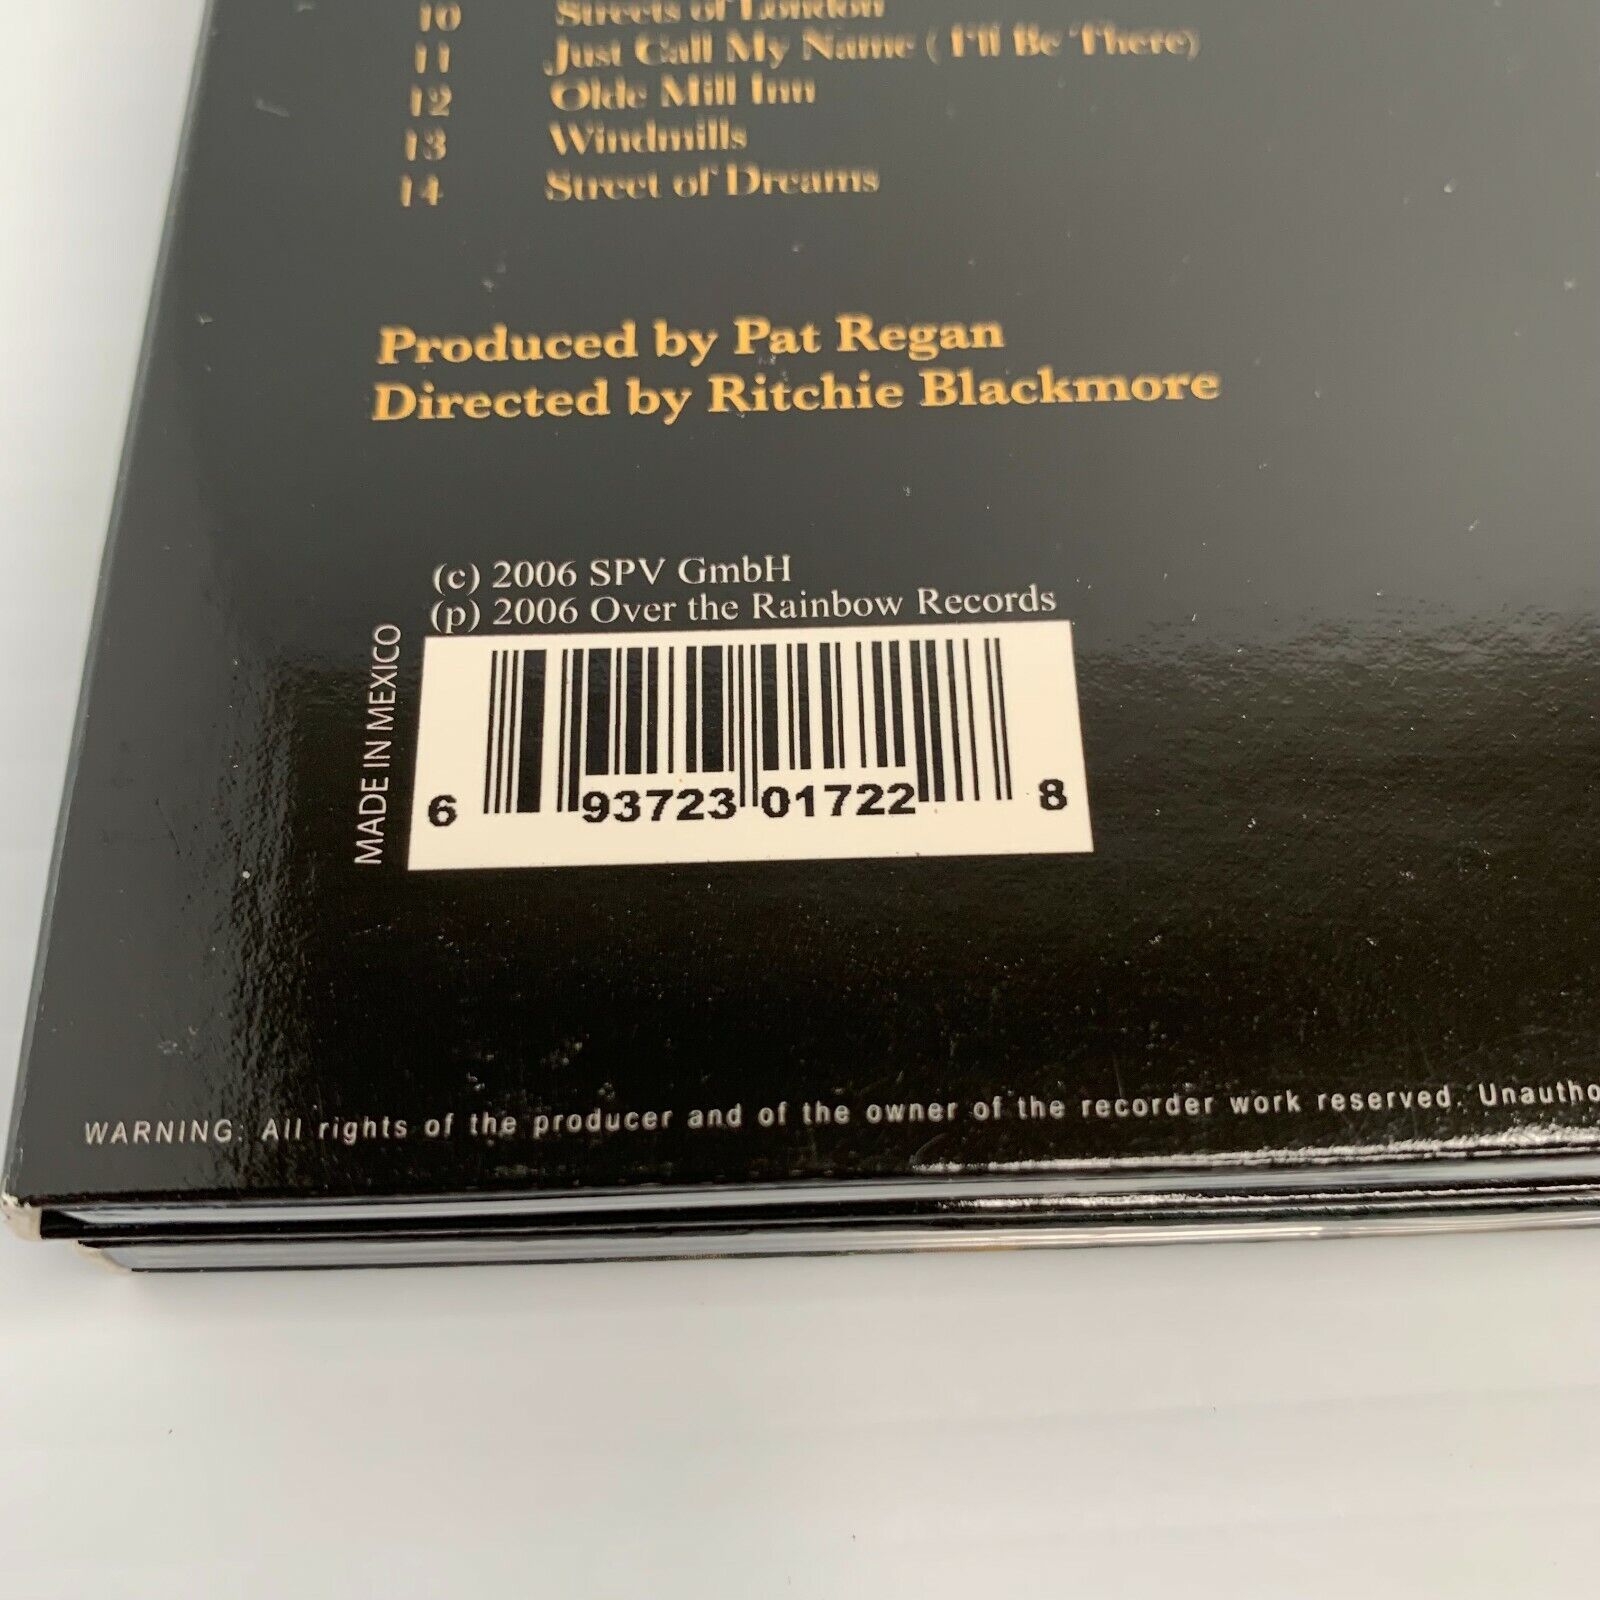 10 Streets of London
11 Just Call My Name ( I'll Be There)
12 Olde Mill Inn
13 Windmills
14 Street of Dreams
Produced by Pat Regan
Directed by Ritchie Blackmore
(c) 2006 SPV GmbH
(p) 2006 Over the Rainbow Records
MADE IN MEXICO
6 93723 01722 8
WARNING: All rights of the producer and of the owner of the recorder work reserved. Unautho